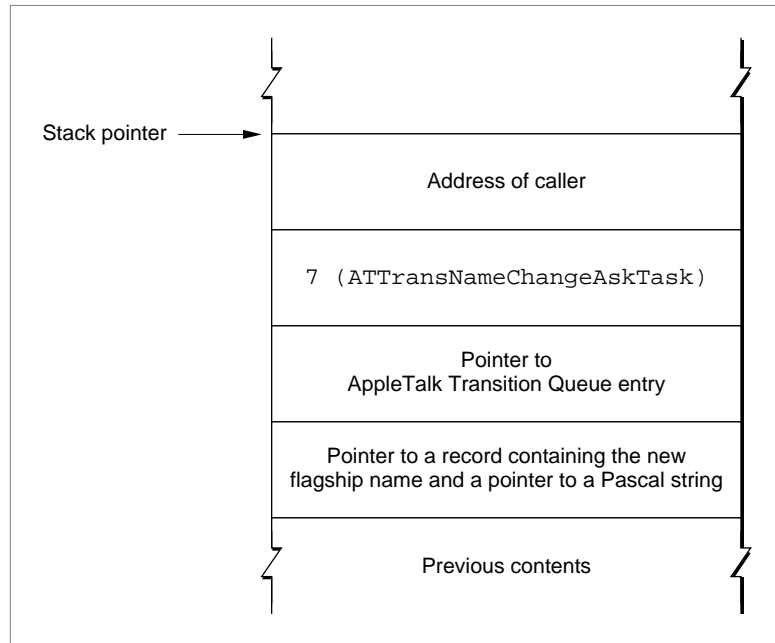 Stack pointer
Address of caller
7 (ATTransNameChangeAskTask)
Pointer to
AppleTalk Transition Queue entry
Pointer to a record containing the new
flagship name and a pointer to a Pascal string
Previous contents